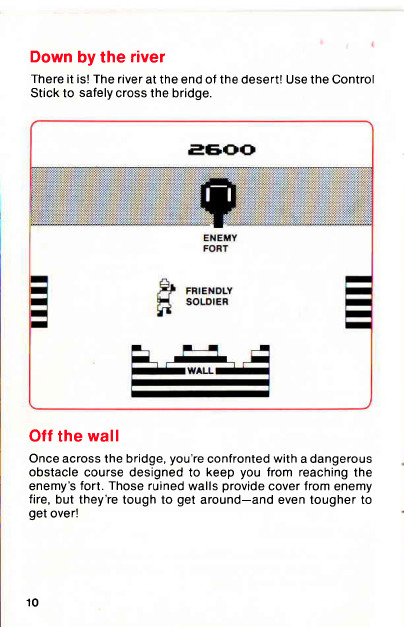 Down by the river
There it is! The river at the end of the desert! Use the Control
Stick to safely cross the bridge.
2600
ENEMY
FORT
FRIENDLY
SOLDIER
WALL
Off the wall
Once across the bridge, you're confronted with a dangerous
obstacle course designed to keep you from reaching the
enemy's fort. Those ruined walls provide cover from enemy
fire, but they're tough to get around—and even tougher to
get over!
10